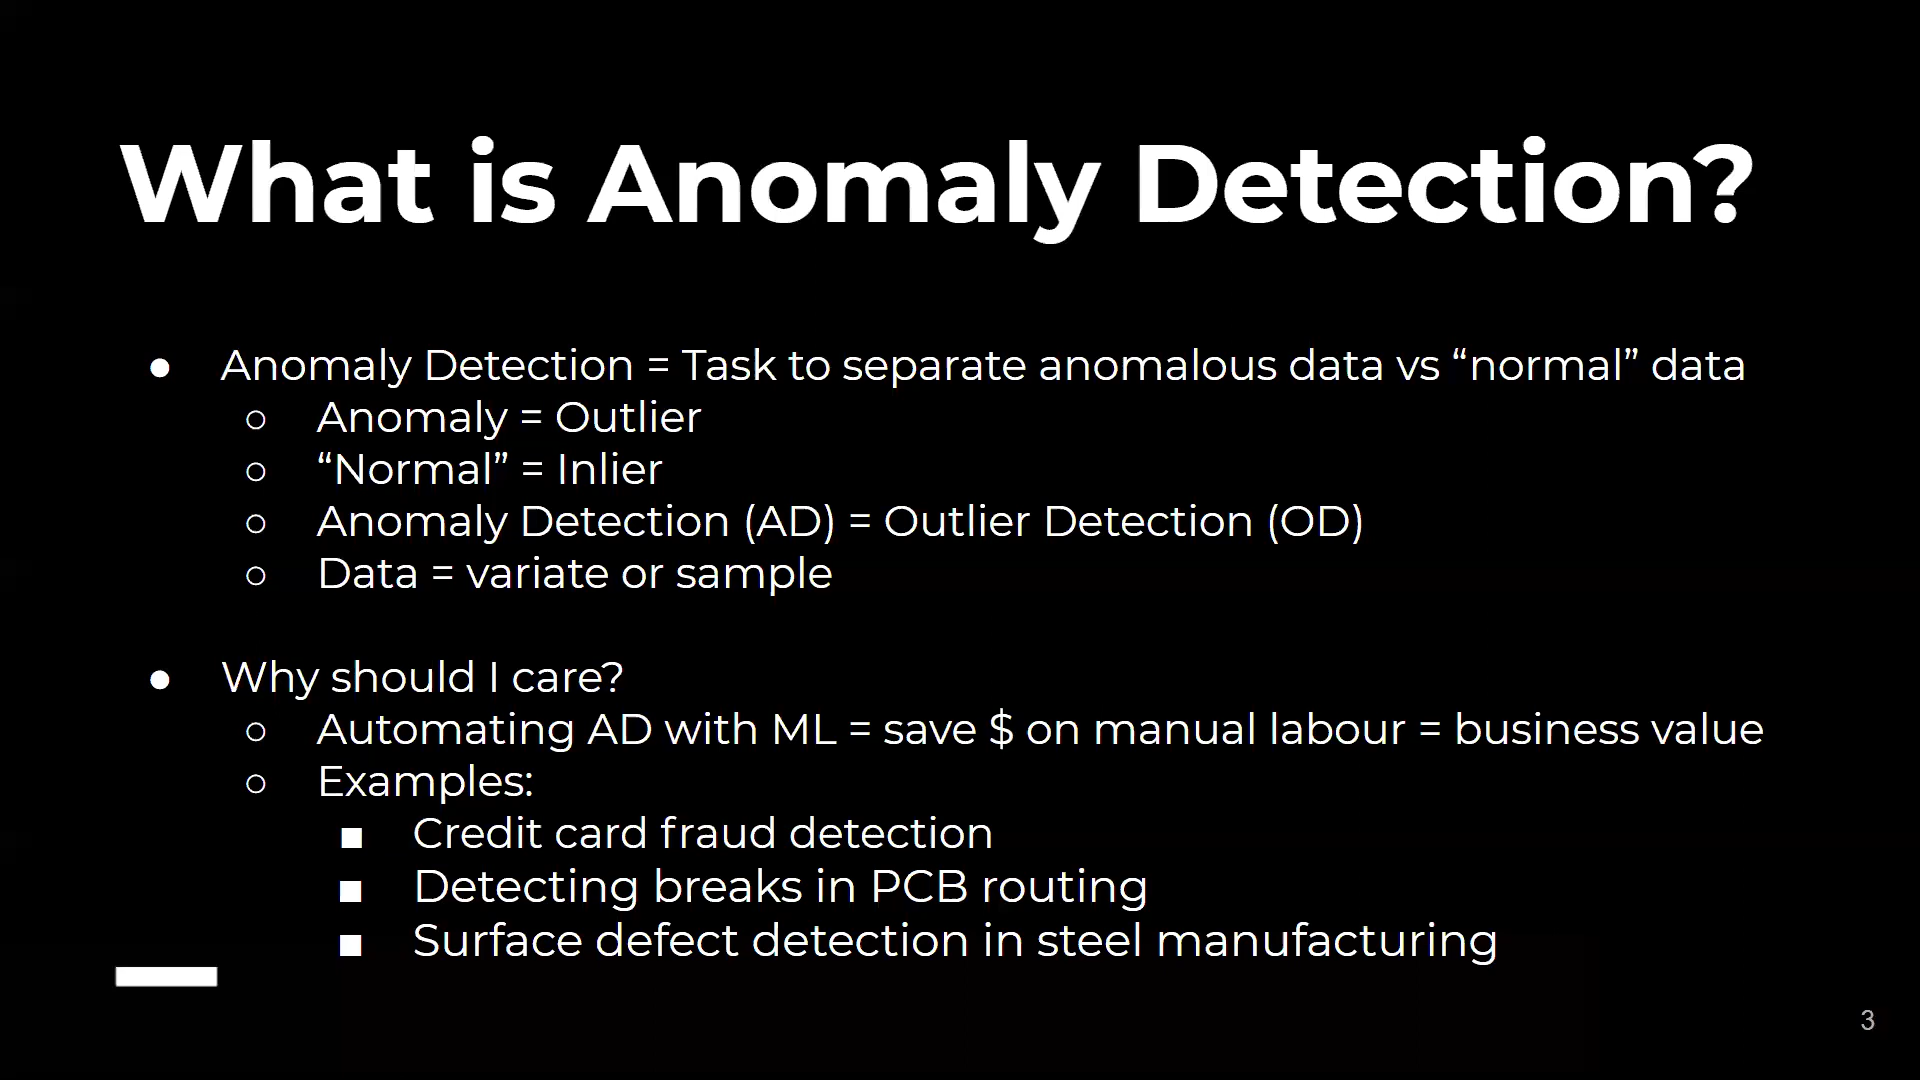 What is Anomaly Detection?
● Anomaly Detection = Task to separate anomalous data vs “normal” data
○ Anomaly = Outlier
○ “Normal” = Inlier
○ Anomaly Detection (AD) = Outlier Detection (OD)
○ Data = variate or sample
● Why should I care?
○ Automating AD with ML = save $ on manual labour = business value
○ Examples:
■ Credit card fraud detection
■ Detecting breaks in PCB routing
■ Surface defect detection in steel manufacturing
3